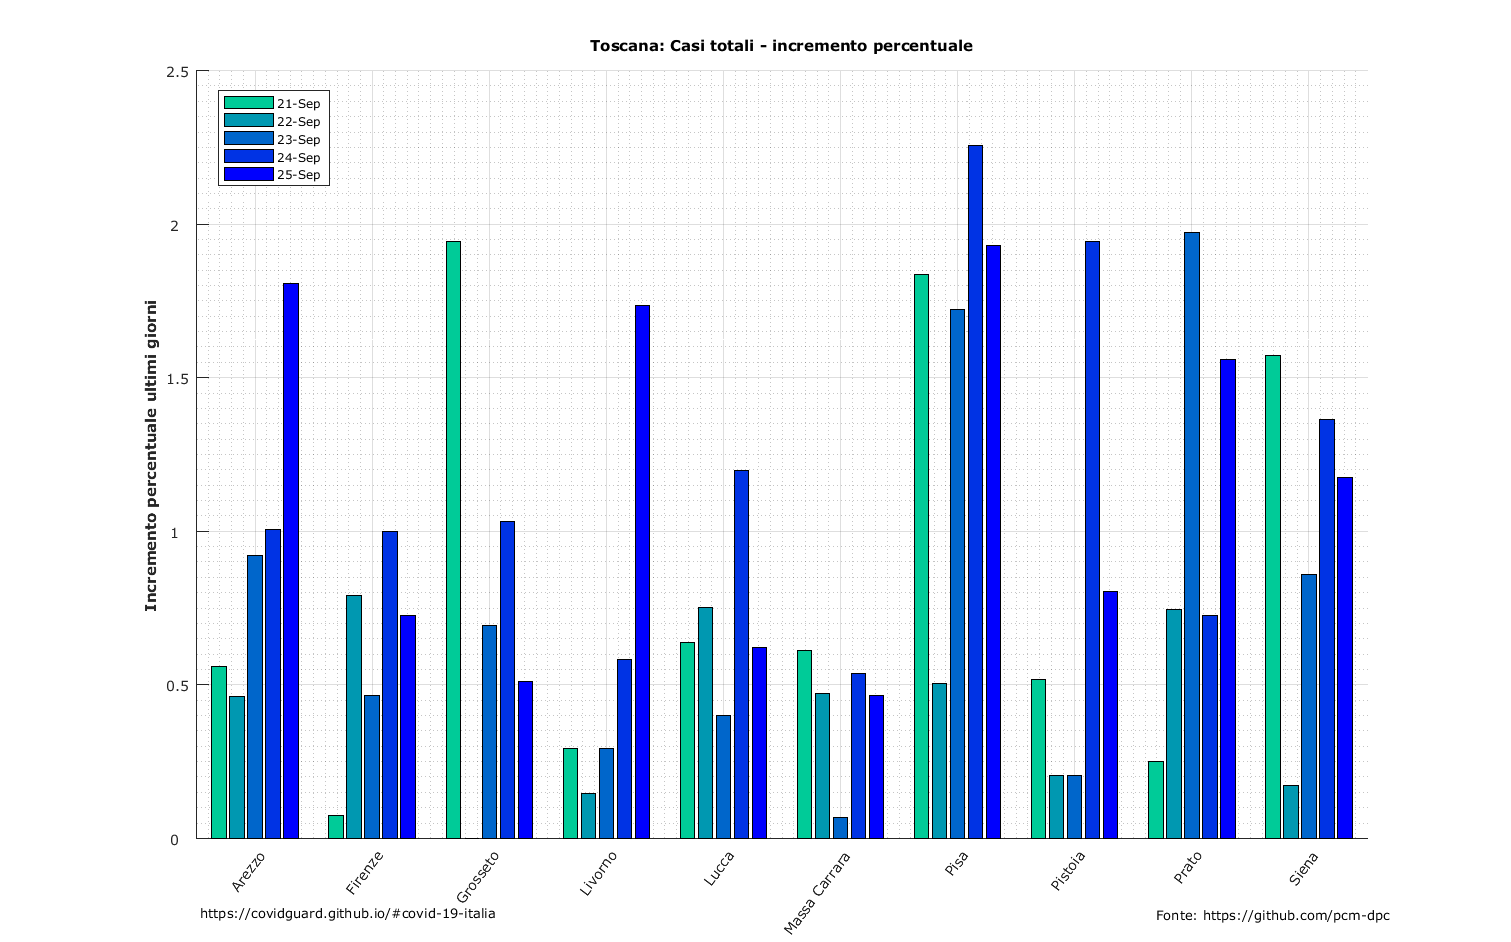 Toscana: Casi totali - incremento percentuale
Incremento percentuale ultimi giorni
2.5
2
1.5
1
0.5
0
21-Sep
22-Sep
23-Sep
24-Sep
25-Sep
Arezzo
Firenze
Grosseto
Livorno
Lucca
Massa Carrara
Pisa
Pistoia
Prato
Siena
https://covidguard.github.io/#covid-19-italia
Fonte: https://github.com/pcm-dpc